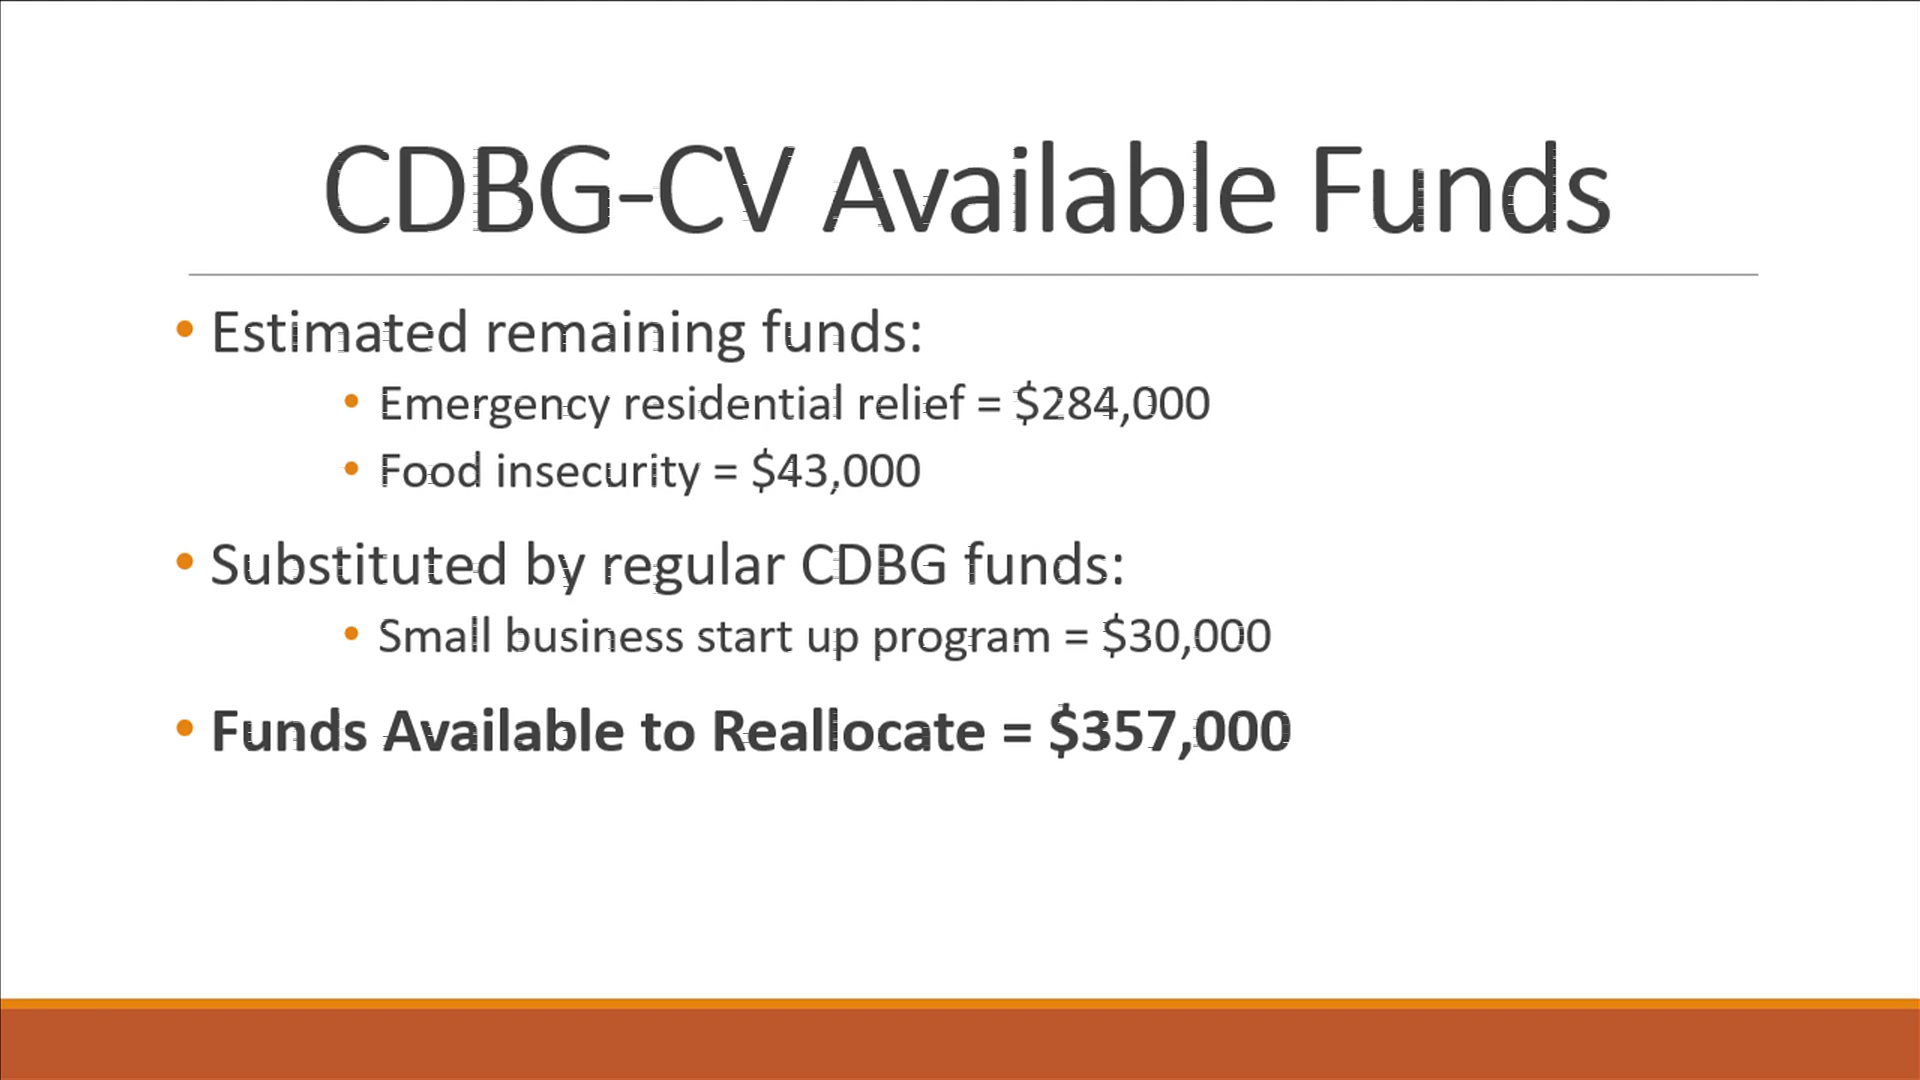 CDBG-CV Available Funds
• Estimated remaining funds:
• Emergency residential relief = $284,000
• Food insecurity = $43,000
• Substituted by regular CDBG funds:
• Small business start up program = $30,000
• Funds Available to Reallocate = $357,000